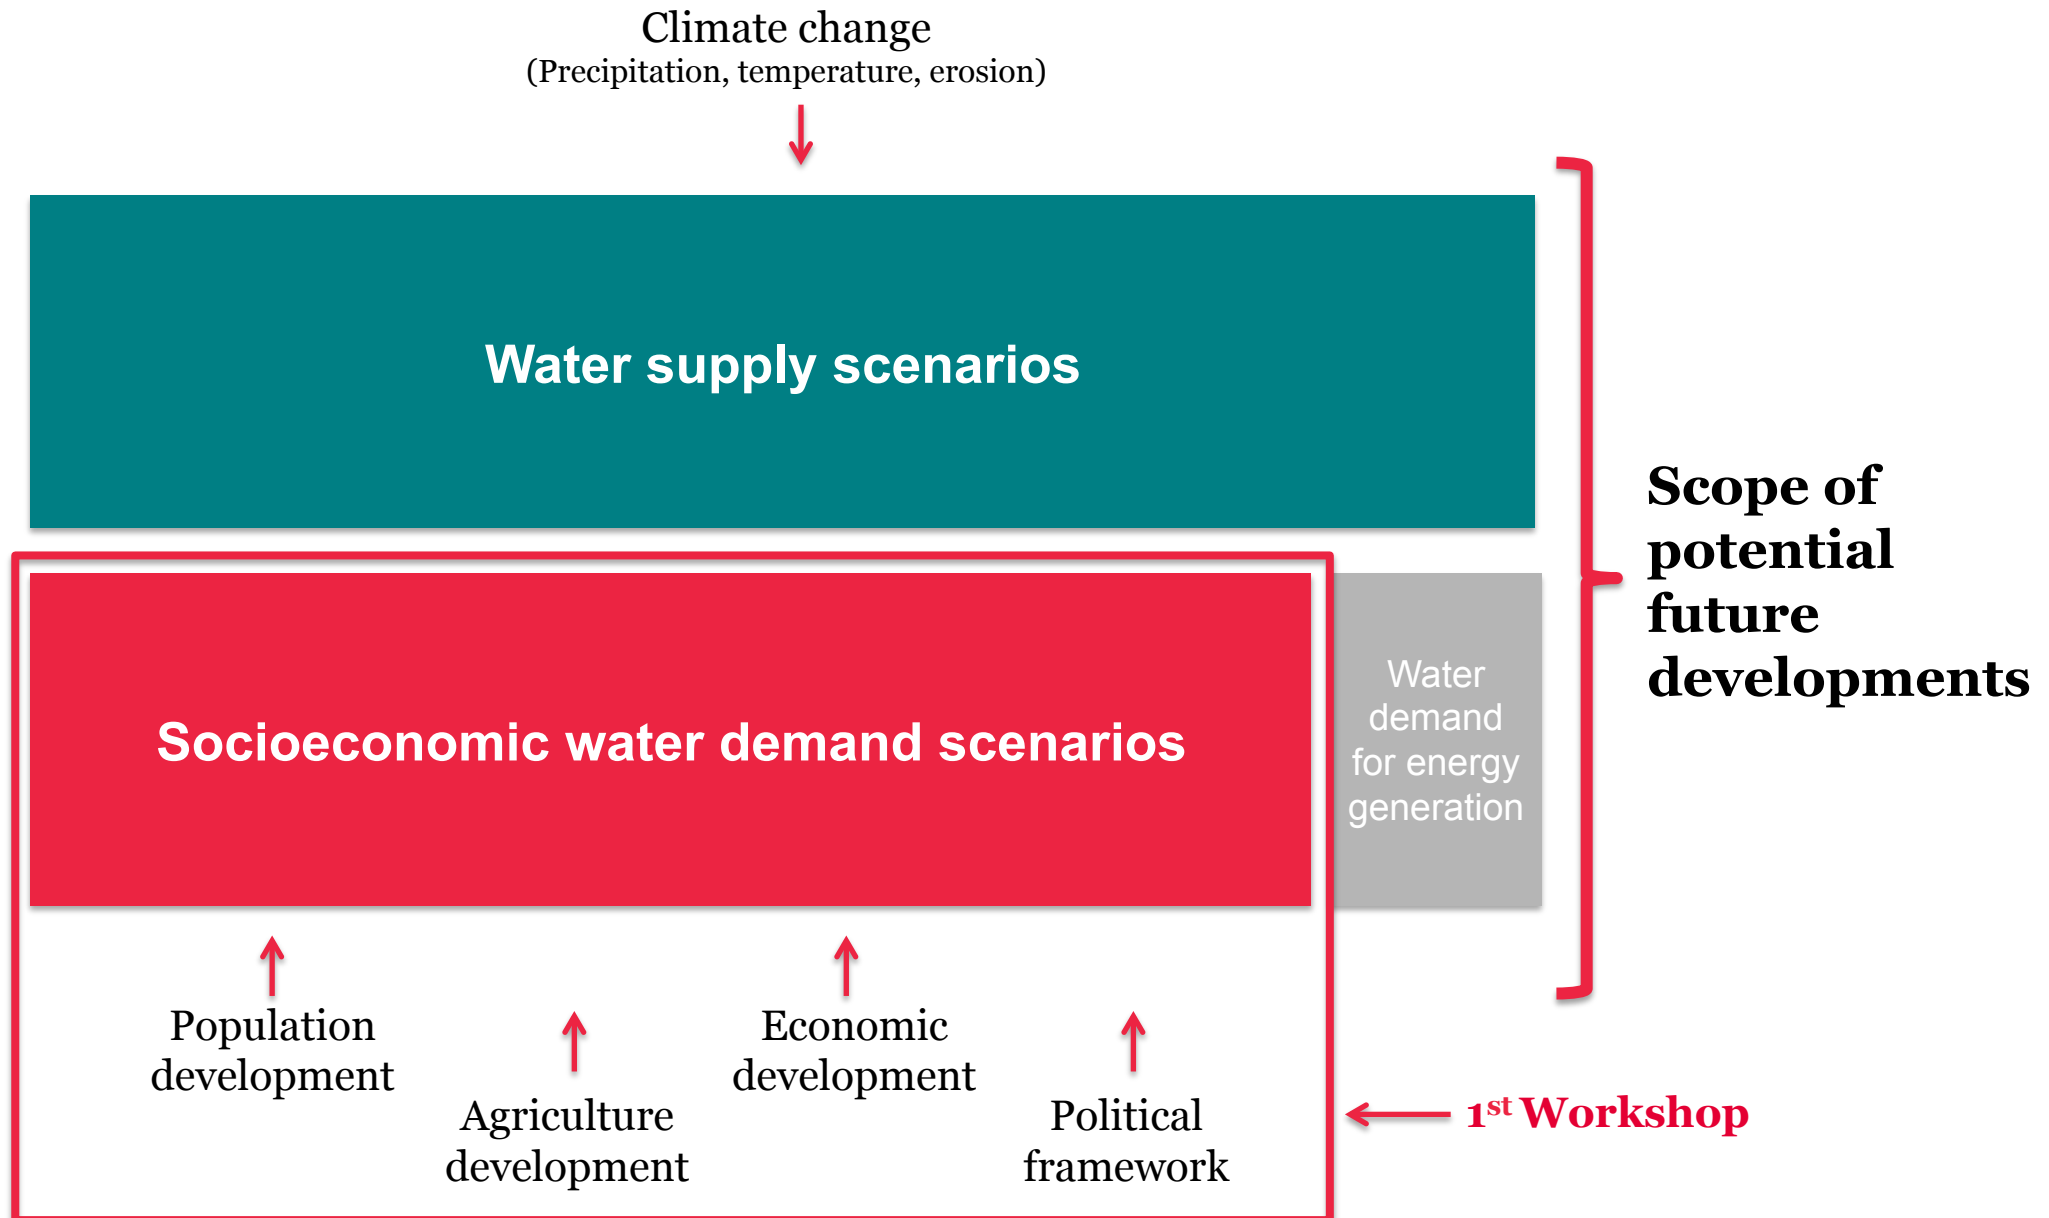 Climate change
(Precipitation, temperature, erosion)
Water supply scenarios
Scope of
potential
future
developments
Socioeconomic water demand scenarios
Water
demand
for energy
generation
Population
development
Agriculture
development
Economic
development
Political
framework
1st Workshop